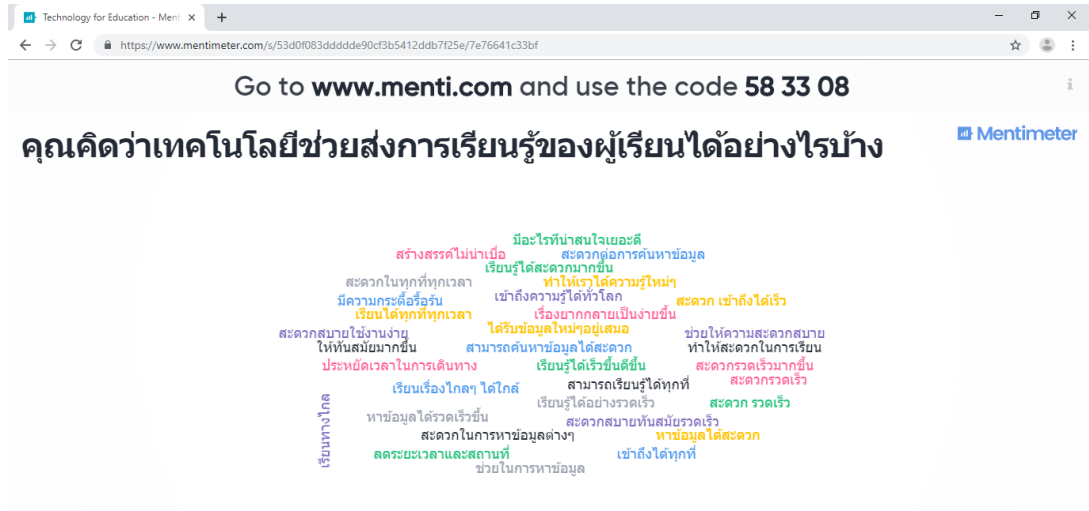 Technology for Education - Ment
https://www.mentimeter.com/s/53d0f083dddddde90cf3b5412ddb7f25e/7e76641c33bf
Go to www.menti.com and use the code 58 33 08
Mentimeter
คุณคิดว่าเทคโนโลยีช่วยส่งการเรียนรู้ของผู้เรียนได้อย่างไรบ้าง
มีอะไรที่น่าสนใจเยอะดี
สร้างสรรค์ไม่น่าเบื่อ สะดวกต่อการค้นหาข้อมูล
เรียนรู้ได้สะดวกมากขึ้น
สะดวกในทุกที่ทุกเวลา ทำให้เราได้ความรู้ใหม่ๆ
มีความกระตื้อรื้อร้น เข้าถึงความรู้ได้ทั่วโลก สะดวก เข้าถึงได้เร็ว
เรียนได้ทุกที่ทุกเวลา เรื่องยากกลายเป็นง่ายขึ้น
สะดวกสบายใช้งานง่าย ได้รับข้อมูลใหม่ๆอยู่เสมอ ช่วยให้ความสะดวกสบาย
ให้ทันสมัยมากขึ้น สามารถค้นหาข้อมูลได้สะดวก ทำให้สะดวกในการเรียน
ประหยัดเวลาในการเดินทาง เรียนรู้ได้เร็วขึ้นดีขึ้น สะดวกรวดเร็วมากขึ้น
เรียนเรื่องไกลๆ ได้ใกล้ สามารถเรียนรู้ได้ทุกที่ สะดวกรวดเร็ว
เรียนรู้ได้อย่างรวดเร็ว สะดวก รวดเร็ว
เรียนทางไกล
หาข้อมูลได้รวดเร็วขึ้น สะดวกสบายทันสมัยรวดเร็ว
สะดวกในการหาข้อมูลต่างๆ หาข้อมูลได้สะดวก
ลดระยะเวลาและสถานที่ เข้าถึงได้ทุกที่
ช่วยในการหาข้อมูล